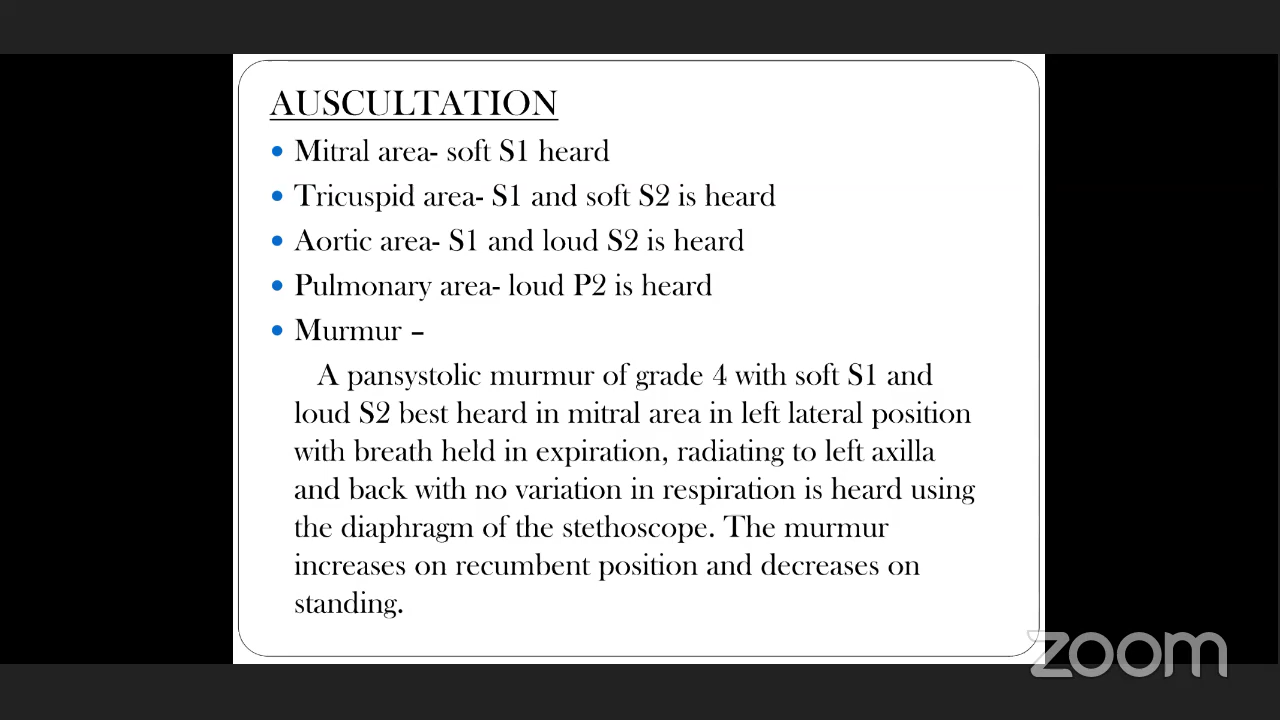 AUSCULTATION
• Mitral area- soft S1 heard
• Tricuspid area- S1 and soft S2 is heard
• Aortic area- S1 and loud S2 is heard
• Pulmonary area- loud P2 is heard
• Murmur –
A pansystolic murmur of grade 4 with soft S1 and
loud S2 best heard in mitral area in left lateral position
with breath held in expiration, radiating to left axilla
and back with no variation in respiration is heard using
the diaphragm of the stethoscope. The murmur
increases on recumbent position and decreases on
standing.
zoom